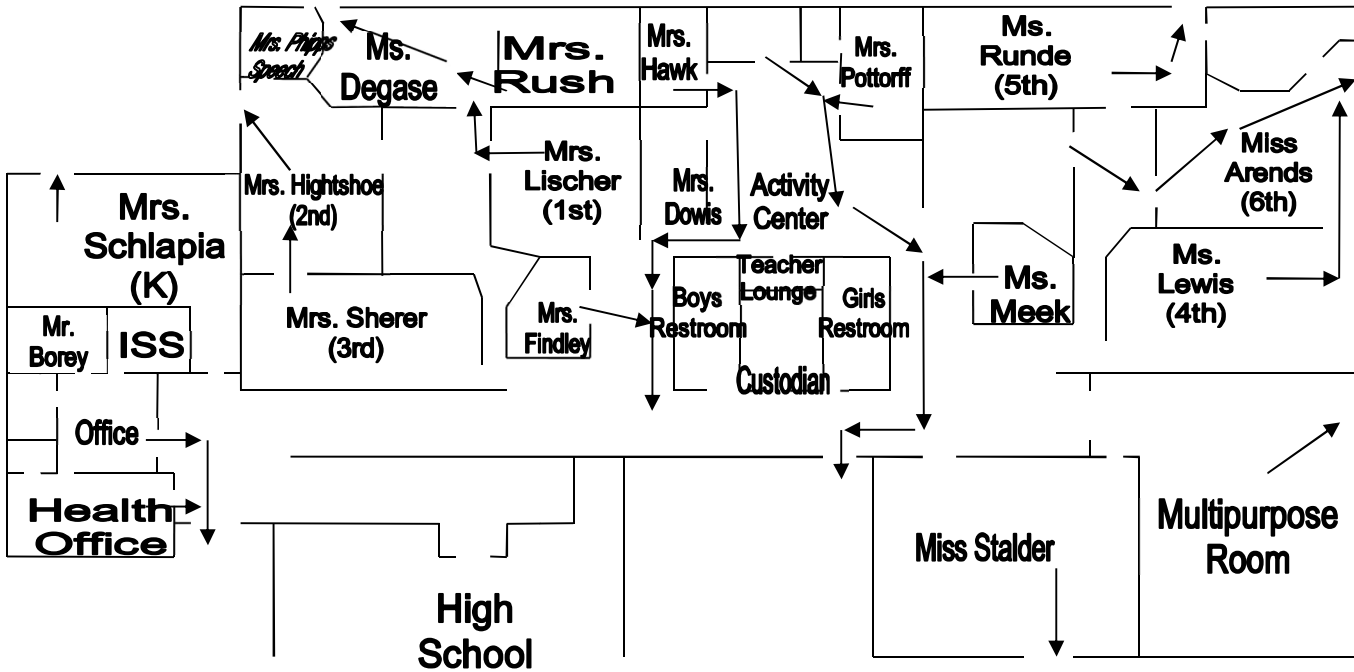 Mrs. Phipps
Speech
Ms.
Degase
Mrs.
Rush
Mrs.
Hawk
Mrs.
Pottorff
Ms.
Runde
(5th)
Mrs. Hightshoe
(2nd)
Mrs.
Lischer
(1st)
Mrs.
Dowis
Activity
Center
Miss
Arends
(6th)
Mrs.
Schlapia
(K)
Mr.
Borey
ISS
Mrs. Sherer
(3rd)
Mrs.
Findley
Boys
Restroom
Teacher
Lounge
Girls
Restroom
Custodian
Ms.
Meek
Ms.
Lewis
(4th)
Office
Health
Office
High
School
Miss Stalder
Multipurpose
Room